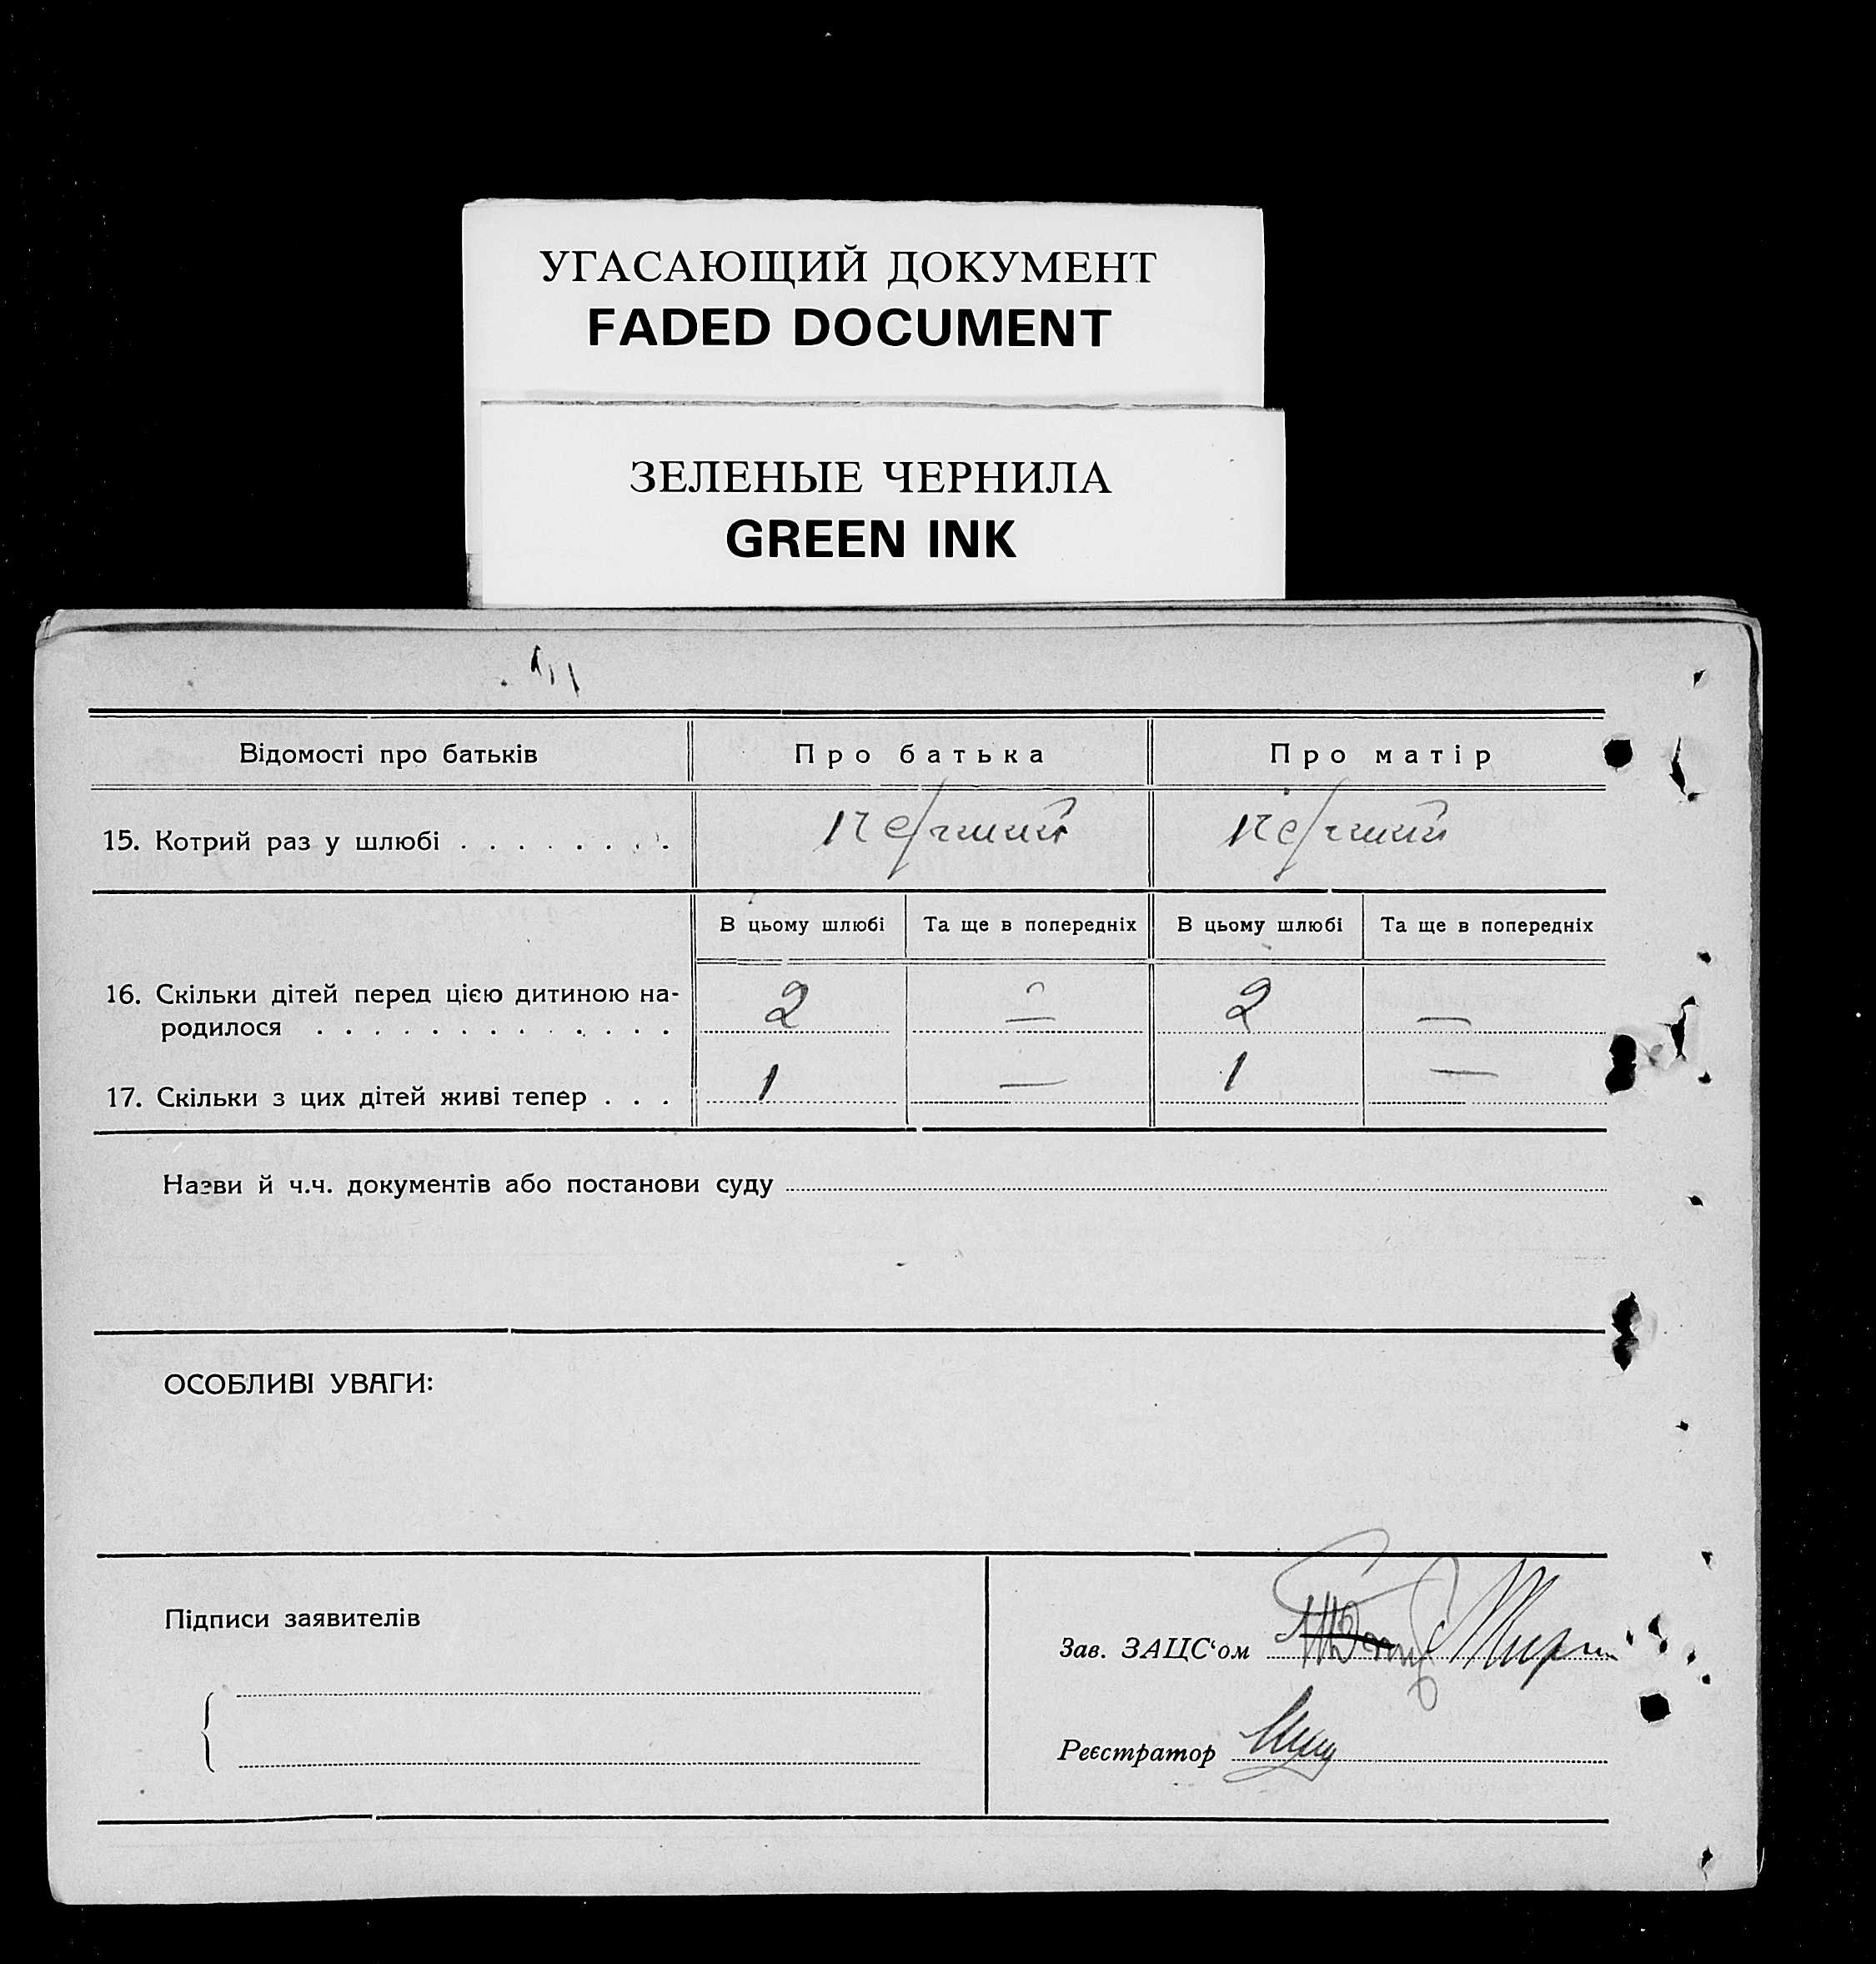 УГАСАЮЩИЙ ДОКУМЕНТ
FADED DOCUMENT
ЗЕЛЕНЫЕ ЧЕРНИЛА
GREEN INK
Відомості про батьків Про батька Про матір
15. Котрий раз у шлюбі . . . . . . . . перший перший
В цьому шлюбі Та ще в попередніх В цьому шлюбі Та ще в попередніх
16. Скільки дітей перед цією дитиною на-
родилося . . . . . . . . . . . . . 2 — 2 —
17. Скільки з цих дітей живі тепер . . . 1 — 1 —
Назви й ч.ч. документів або постанови суду
ОСОБЛИВІ УВАГИ:
Підписи заявителів
Зав. ЗАЦС‘ом
Реєстратор